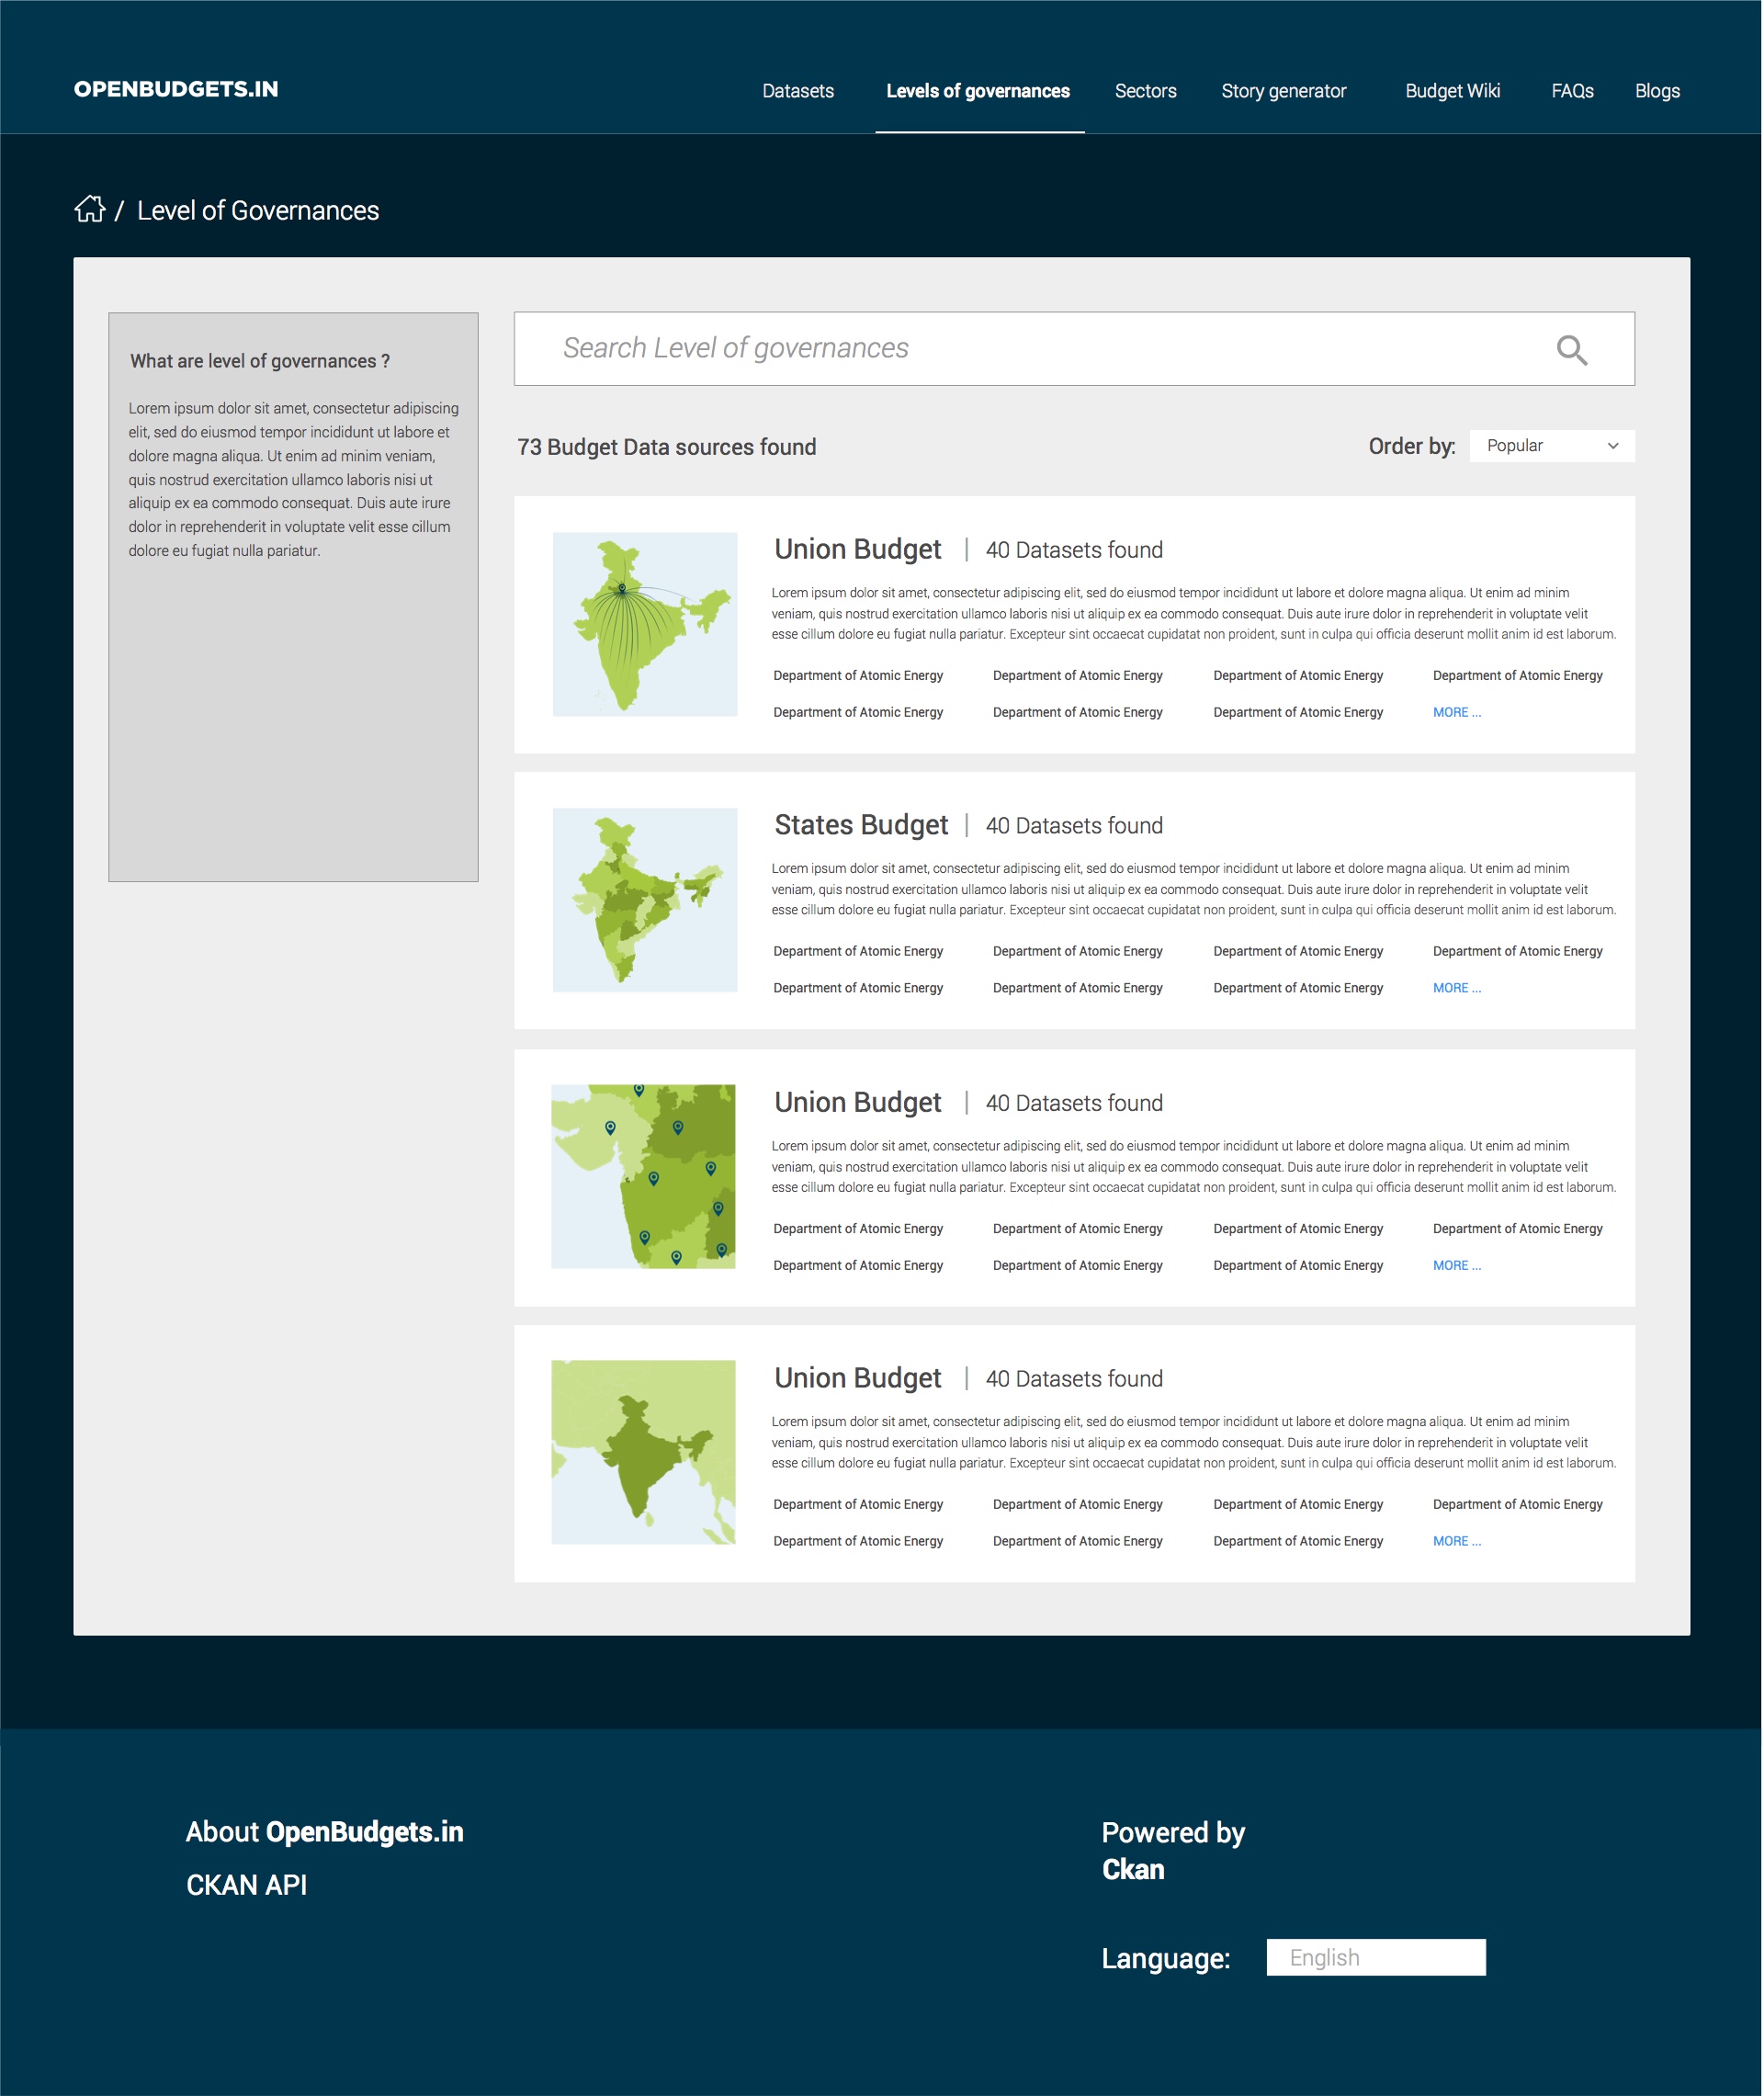 OPENBUDGETS.IN
Datasets Levels of governances Sectors Story generator Budget Wiki FAQs Blogs
/ Level of Governances
What are level of governances ?
Lorem ipsum dolor sit amet, consectetur adipiscing
elit, sed do eiusmod tempor incididunt ut labore et
dolore magna aliqua. Ut enim ad minim veniam,
quis nostrud exercitation ullamco laboris nisi ut
aliquip ex ea commodo consequat. Duis aute irure
dolor in reprehenderit in voluptate velit esse cillum
dolore eu fugiat nulla pariatur.
Search Level of governances
73 Budget Data sources found
Order by: Popular
Union Budget | 40 Datasets found
Lorem ipsum dolor sit amet, consectetur adipiscing elit, sed do eiusmod tempor incididunt ut labore et dolore magna aliqua. Ut enim ad minim
veniam, quis nostrud exercitation ullamco laboris nisi ut aliquip ex ea commodo consequat. Duis aute irure dolor in reprehenderit in voluptate velit
esse cillum dolore eu fugiat nulla pariatur. Excepteur sint occaecat cupidatat non proident, sunt in culpa qui officia deserunt mollit anim id est laborum.
Department of Atomic Energy Department of Atomic Energy Department of Atomic Energy Department of Atomic Energy
Department of Atomic Energy Department of Atomic Energy Department of Atomic Energy MORE ...
States Budget | 40 Datasets found
Lorem ipsum dolor sit amet, consectetur adipiscing elit, sed do eiusmod tempor incididunt ut labore et dolore magna aliqua. Ut enim ad minim
veniam, quis nostrud exercitation ullamco laboris nisi ut aliquip ex ea commodo consequat. Duis aute irure dolor in reprehenderit in voluptate velit
esse cillum dolore eu fugiat nulla pariatur. Excepteur sint occaecat cupidatat non proident, sunt in culpa qui officia deserunt mollit anim id est laborum.
Department of Atomic Energy Department of Atomic Energy Department of Atomic Energy Department of Atomic Energy
Department of Atomic Energy Department of Atomic Energy Department of Atomic Energy MORE ...
Union Budget | 40 Datasets found
Lorem ipsum dolor sit amet, consectetur adipiscing elit, sed do eiusmod tempor incididunt ut labore et dolore magna aliqua. Ut enim ad minim
veniam, quis nostrud exercitation ullamco laboris nisi ut aliquip ex ea commodo consequat. Duis aute irure dolor in reprehenderit in voluptate velit
esse cillum dolore eu fugiat nulla pariatur. Excepteur sint occaecat cupidatat non proident, sunt in culpa qui officia deserunt mollit anim id est laborum.
Department of Atomic Energy Department of Atomic Energy Department of Atomic Energy Department of Atomic Energy
Department of Atomic Energy Department of Atomic Energy Department of Atomic Energy MORE ...
Union Budget | 40 Datasets found
Lorem ipsum dolor sit amet, consectetur adipiscing elit, sed do eiusmod tempor incididunt ut labore et dolore magna aliqua. Ut enim ad minim
veniam, quis nostrud exercitation ullamco laboris nisi ut aliquip ex ea commodo consequat. Duis aute irure dolor in reprehenderit in voluptate velit
esse cillum dolore eu fugiat nulla pariatur. Excepteur sint occaecat cupidatat non proident, sunt in culpa qui officia deserunt mollit anim id est laborum.
Department of Atomic Energy Department of Atomic Energy Department of Atomic Energy Department of Atomic Energy
Department of Atomic Energy Department of Atomic Energy Department of Atomic Energy MORE ...
About OpenBudgets.in
CKAN API
Powered by
Ckan
Language: English